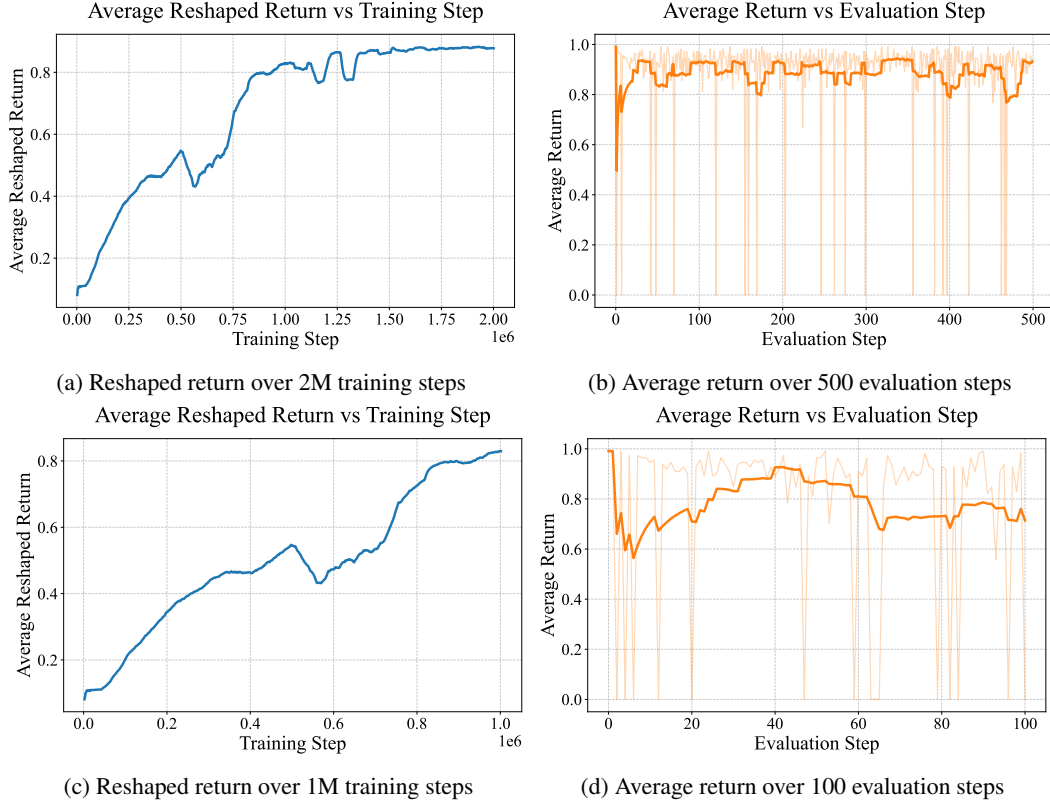 Average Reshaped Return vs Training Step
Average Reshaped Return
0.8
0.6
0.4
0.2
0.00 0.25 0.50 0.75 1.00 1.25 1.50 1.75 2.00
Training Step
1e6
(a) Reshaped return over 2M training steps
Average Return vs Evaluation Step
Average Return
1.0
0.8
0.6
0.4
0.2
0.0
0 100 200 300 400 500
Evaluation Step
(b) Average return over 500 evaluation steps
Average Reshaped Return vs Training Step
Average Reshaped Return
0.8
0.6
0.4
0.2
0.0 0.2 0.4 0.6 0.8 1.0
Training Step
1e6
(c) Reshaped return over 1M training steps
Average Return vs Evaluation Step
Average Return
1.0
0.8
0.6
0.4
0.2
0.0
0 20 40 60 80 100
Evaluation Step
(d) Average return over 100 evaluation steps